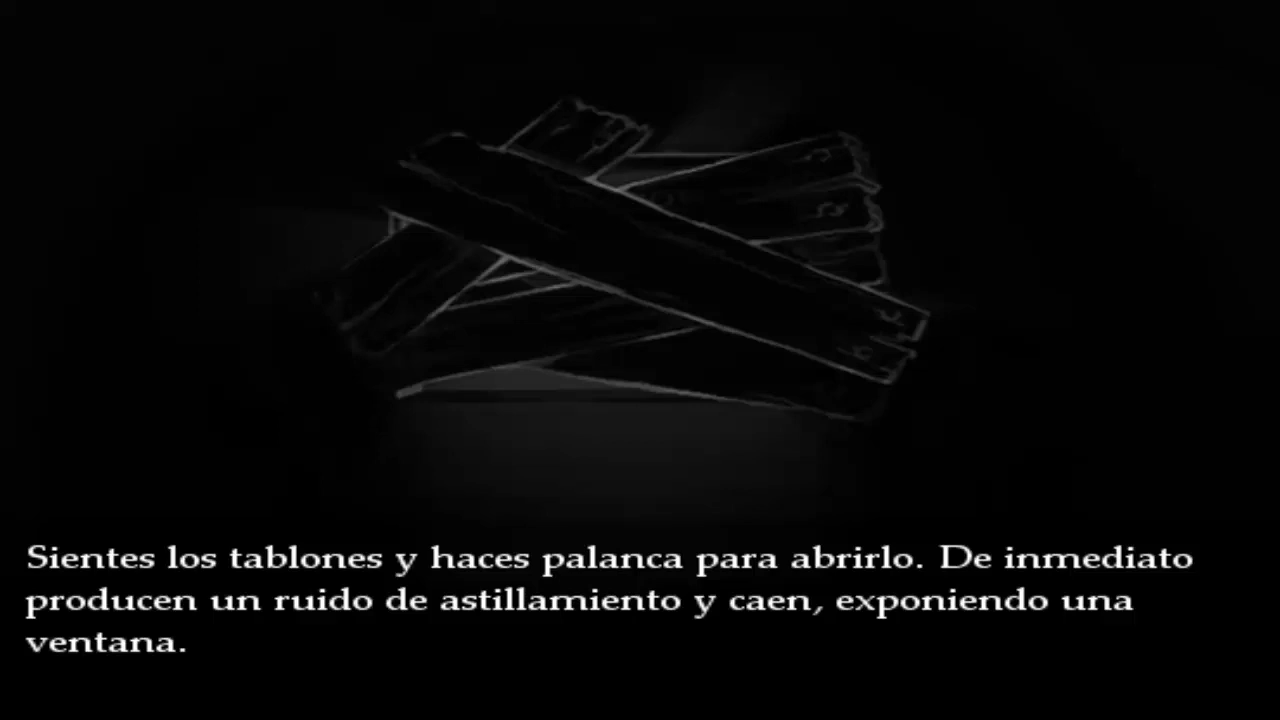 Sientes los tablones y haces palanca para abrirlo. De inmediato
producen un ruido de astillamiento y caen, exponiendo una
ventana.